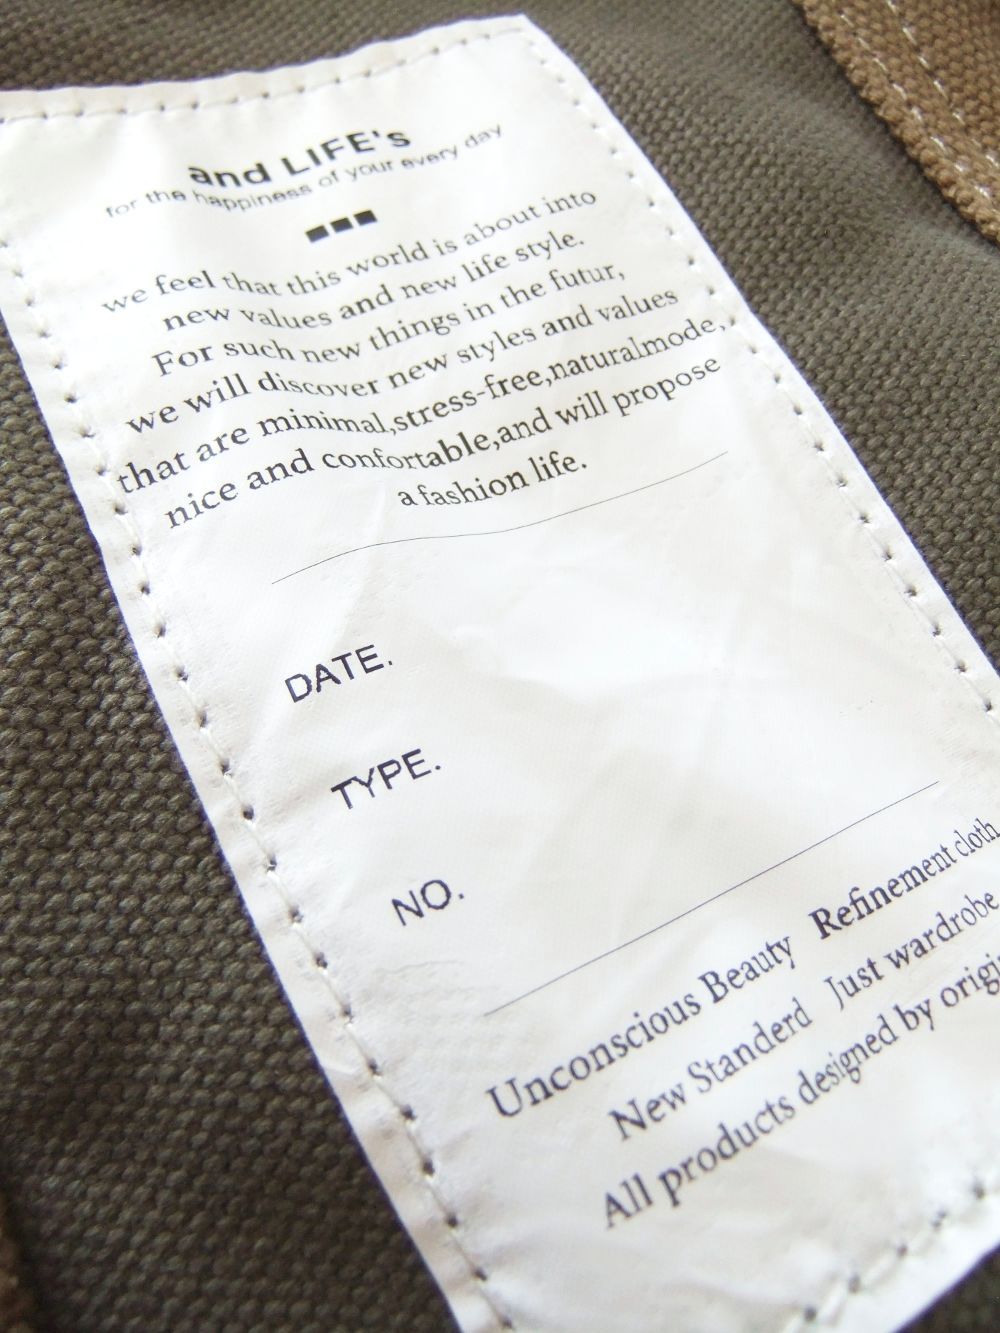 and LIFE's
for the happiness of your every day
we feel that this world is about into
new values and new life style.
For such new things in the futur,
we will discover new styles and values
that are minimal,stress-free,naturalmode,
nice and confortable,and will propose
a fashion life.
DATE.
TYPE.
NO.
Unconscious Beauty Refinement cloth
New Standerd Just wardrobe
All products designed by